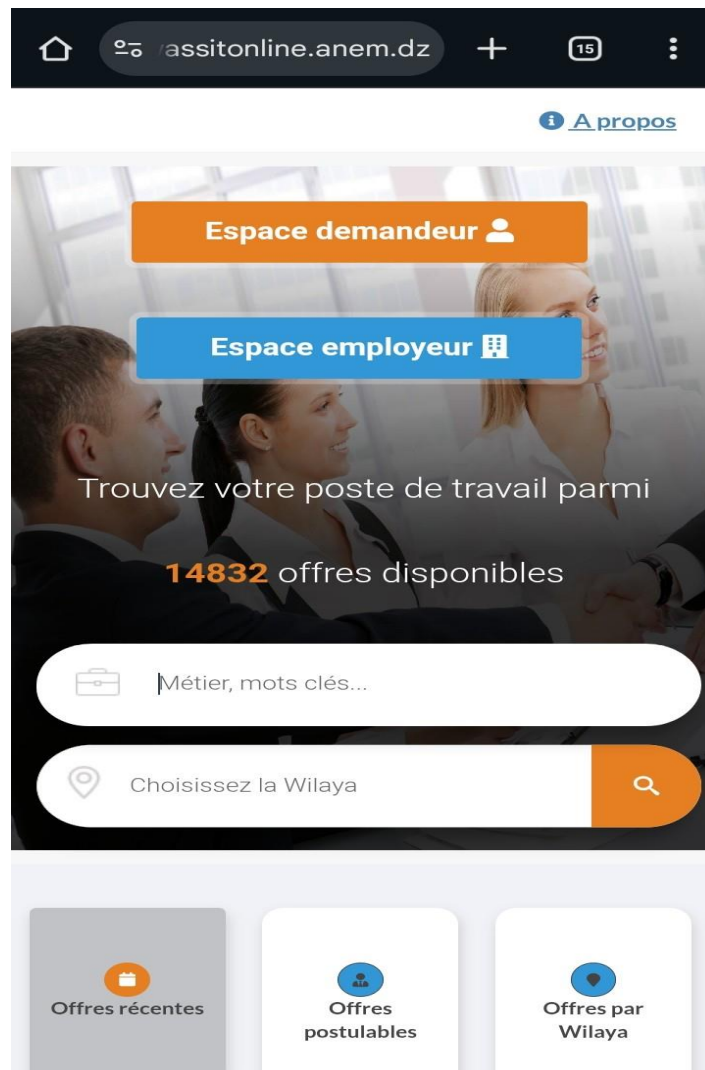 assitonline.anem.dz
15
A propos
Espace demandeur
Espace employeur
Trouvez votre poste de travail parmi
14832 offres disponibles
Métier, mots clés...
Choisissez la Wilaya
Offres récentes
Offres
postulables
Offres par
Wilaya